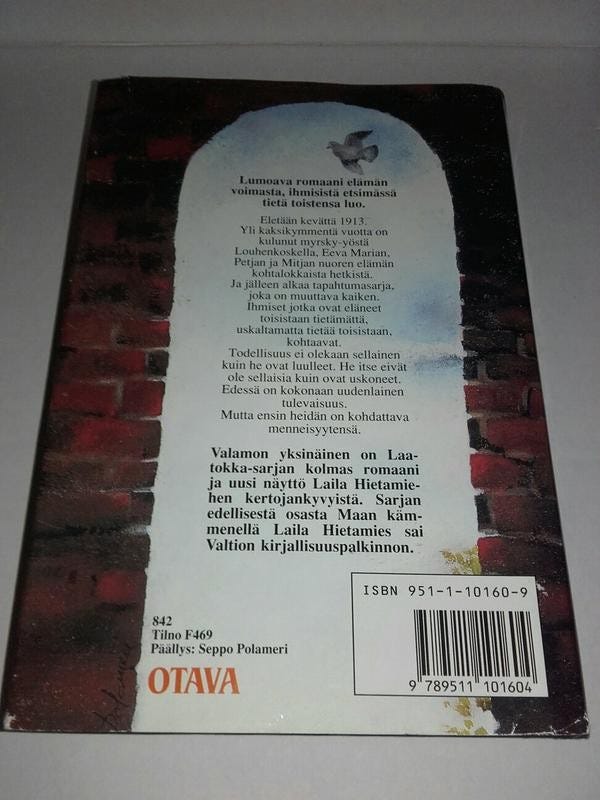 Lumoava romaani elämän
voimasta, ihmisistä etsimässä
tietä toistensa luo.
Eletään kevättä 1913.
Yli kaksikymmentä vuotta on
kulunut myrsky-yöstä
Louhenkoskella, Eeva Marian,
Petjan ja Mitjan nuoren elämän
kohtalokkaista hetkistä.
Ja jälleen alkaa tapahtumasarja,
joka on muuttava kaiken.
Ihmiset jotka ovat eläneet
toisistaan tietämättä,
uskaltamatta tietää toisistaan,
kohtaavat.
Todellisuus ei olekaan sellainen
kuin he ovat luulleet. He itse eivät
ole sellaisia kuin ovat uskoneet.
Edessä on kokonaan uudenlainen
tulevaisuus.
Mutta ensin heidän on kohdattava
menneisyytensä.
Valamon yksinäinen on Laa-
tokka-sarjan kolmas romaani
ja uusi näyttö Laila Hietamie-
hen kertojankyvyistä. Sarjan
edellisestä osasta Maan käm-
menellä Laila Hietamies sai
Valtion kirjallisuuspalkinnon.
ISBN 951-1-10160-9
9 789511 101604
842
Tilno F469
Päällys: Seppo Polameri
OTAVA